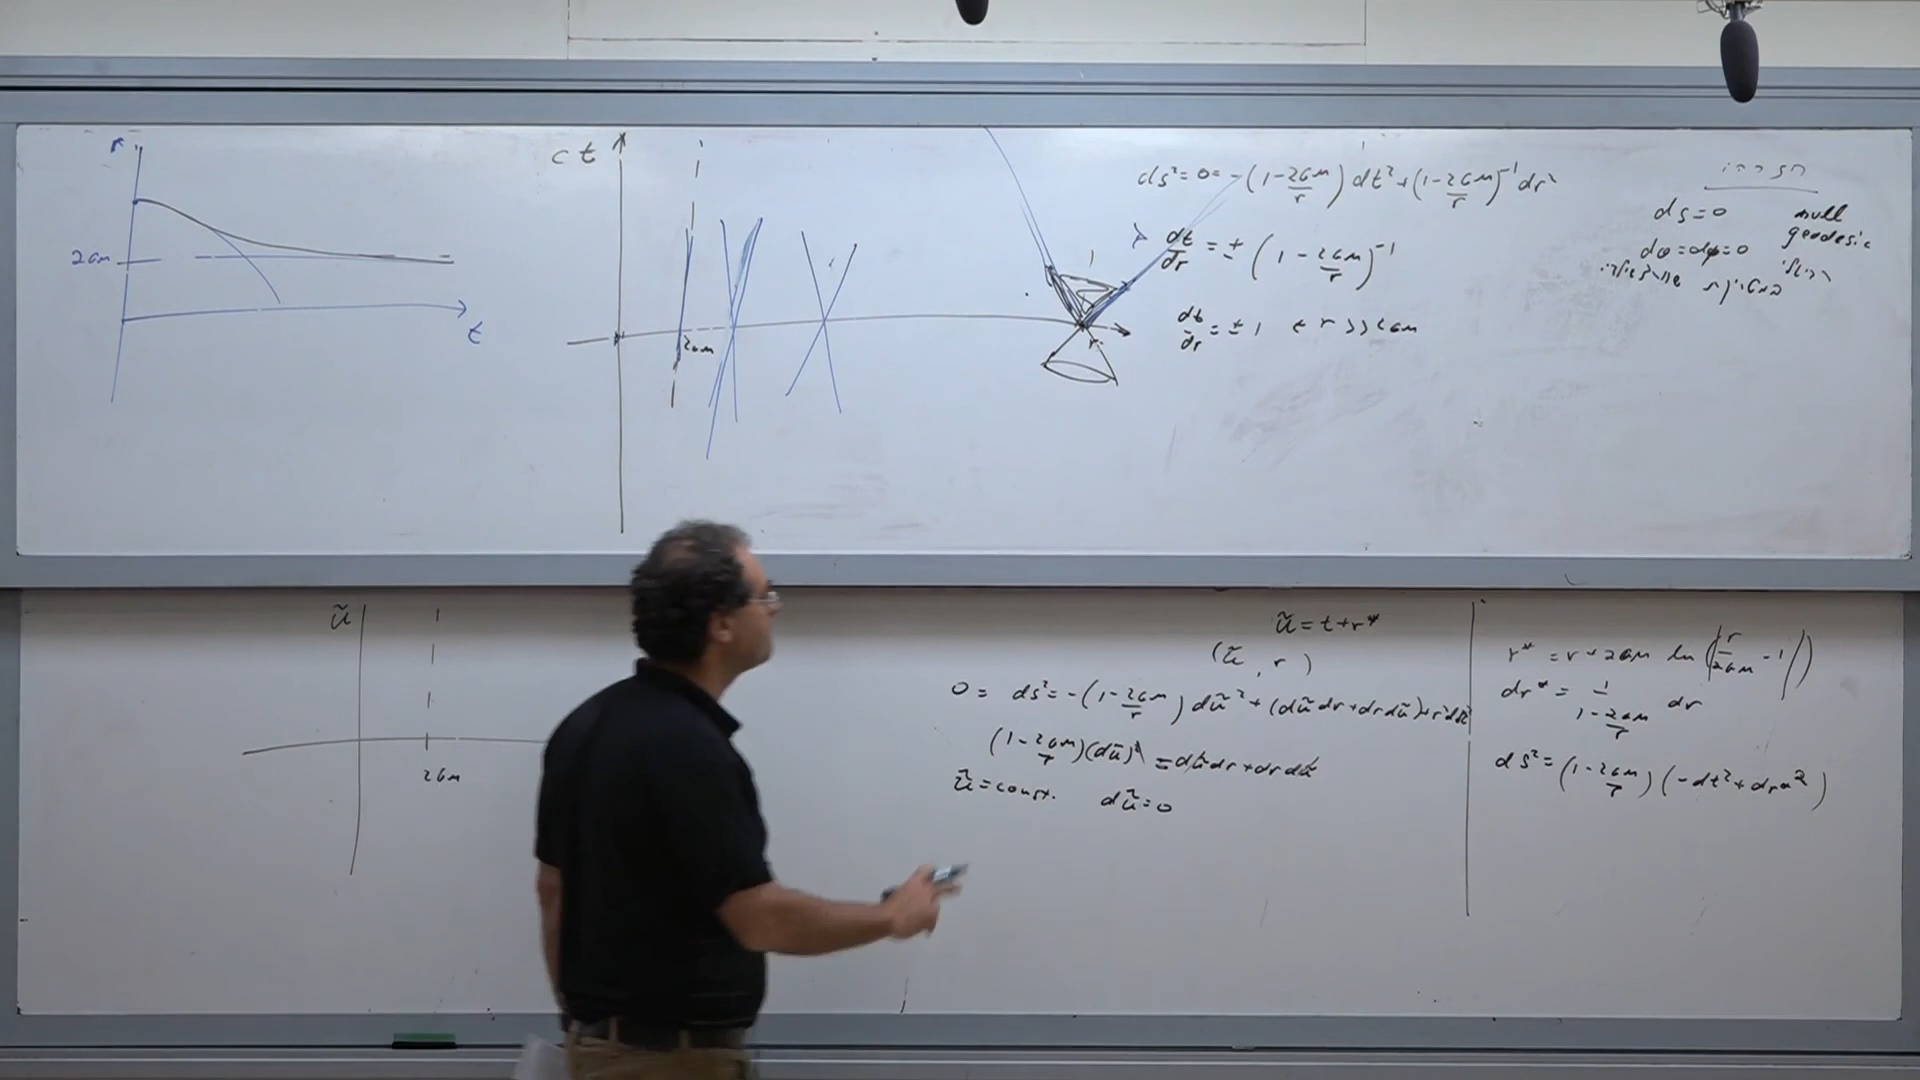 r
2GM
t
ct
2GM
r
ds²=0=-(1-2GM/r)dt²+(1-2GM/r)⁻¹dr²
dt/dr = ± (1 - 2GM/r)⁻¹
dt/dr = ± 1 ← r >> 2GM
חזרה
ds=0 null geodesic
dθ=dφ=0
ũ
2GM
ũ = t+r*
(ũ, r)
0 = ds²=-(1-2GM/r)dũ²+(dũdr+drdũ)+r²dΩ²
(1-2GM/r)(dũ)² = dũdr+drdũ
ũ=const. dũ=0
r* = r+2GM ln(|r/2GM -1|)
dr* = 1/(1-2GM/r) dr
ds²=(1-2GM/r)(-dt²+dr*²)